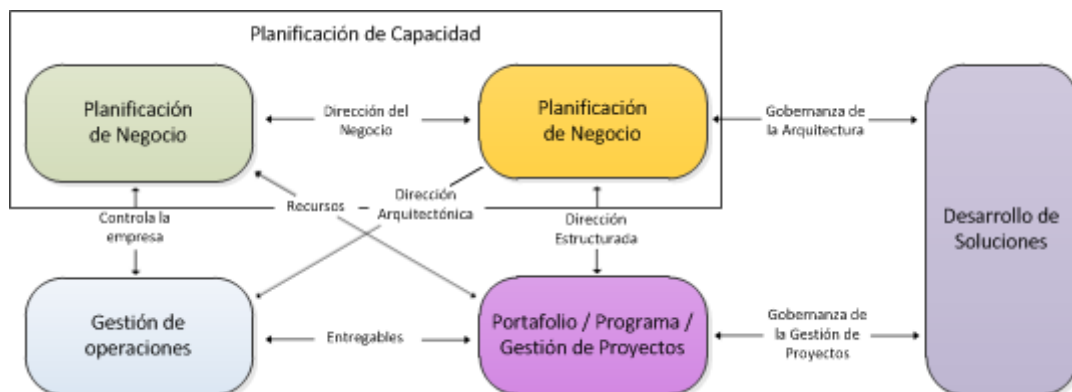 Planificación de Capacidad
Planificación
de Negocio
Dirección del
Negocio
Planificación
de Negocio
Gobernanza de
la Arquitectura
Controla la
empresa
Recursos
Dirección
Arquitectónica
Dirección
Estructurada
Desarrollo de
Soluciones
Gestión de
operaciones
Entregables
Portafolio / Programa /
Gestión de Proyectos
Gobernanza de
la Gestión de
Proyectos